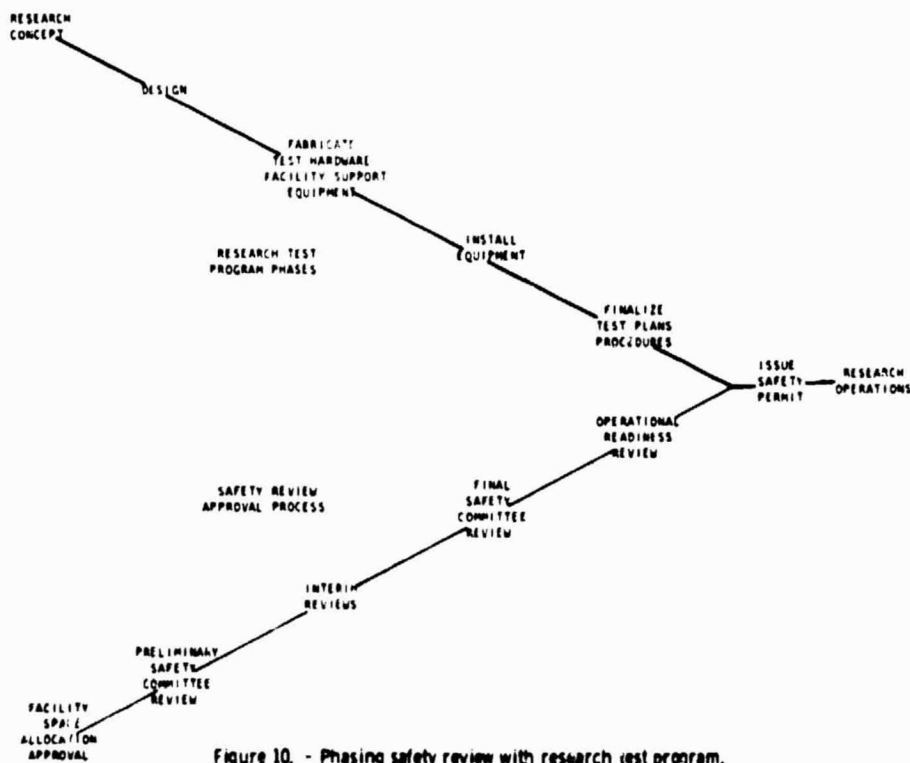 RESEARCH
CONCEPT
DESIGN
FABRICATE
TEST HARDWARE
FACILITY SUPPORT
EQUIPMENT
RESEARCH TEST
PROGRAM PHASES
INSTALL
EQUIPMENT
FINALIZE
TEST PLANS
PROCEDURES
ISSUE
SAFETY
PERMIT
RESEARCH
OPERATIONS
OPERATIONAL
READINESS
REVIEW
SAFETY REVIEW
APPROVAL PROCESS
FINAL
SAFETY
COMMITTEE
REVIEW
INTERIM
REVIEWS
PRELIMINARY
SAFETY
COMMITTEE
REVIEW
FACILITY
SPACE
ALLOCATION
APPROVAL
Figure 10. - Phasing safety review with research test program.